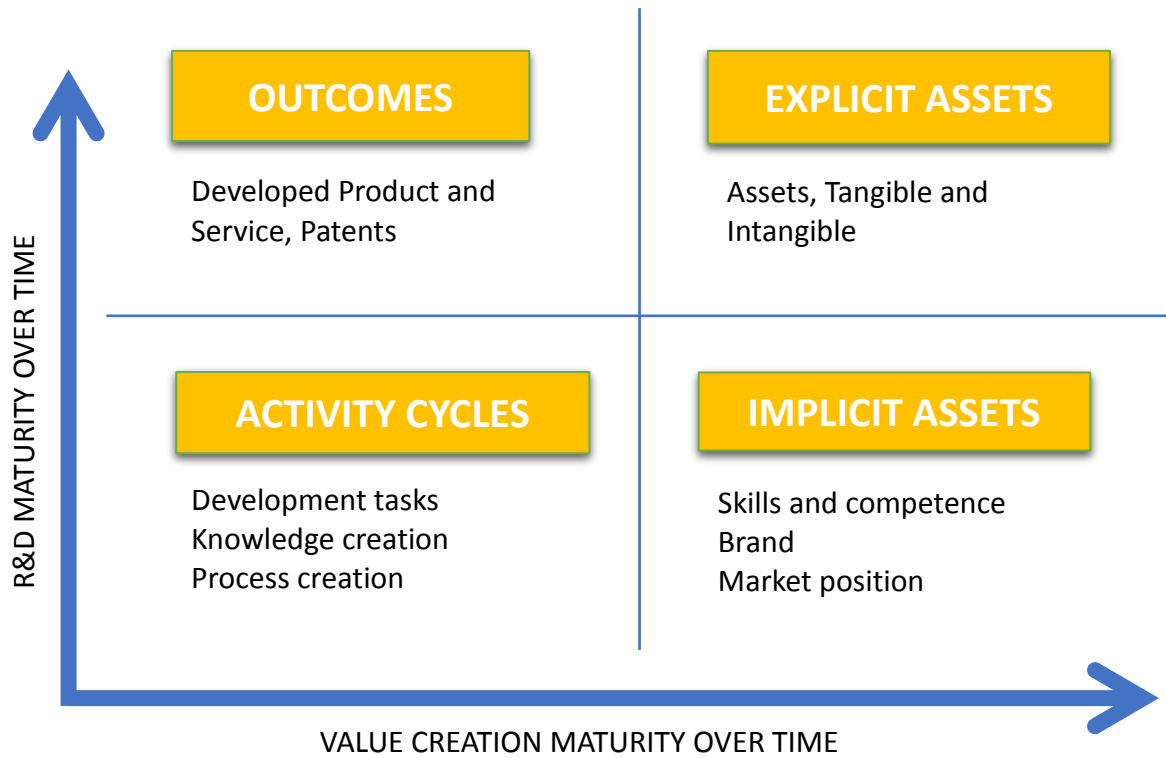 OUTCOMES
Developed Product and
Service, Patents
EXPLICIT ASSETS
Assets, Tangible and
Intangible
ACTIVITY CYCLES
Development tasks
Knowledge creation
Process creation
IMPLICIT ASSETS
Skills and competence
Brand
Market position
R&D MATURITY OVER TIME
VALUE CREATION MATURITY OVER TIME